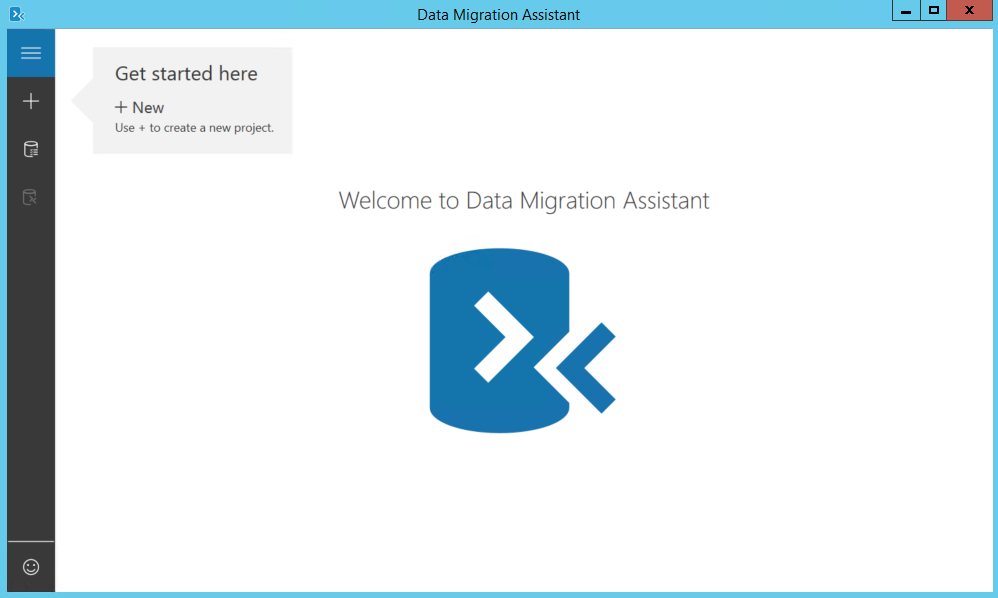 Data Migration Assistant
Get started here
+ New
Use + to create a new project.
Welcome to Data Migration Assistant